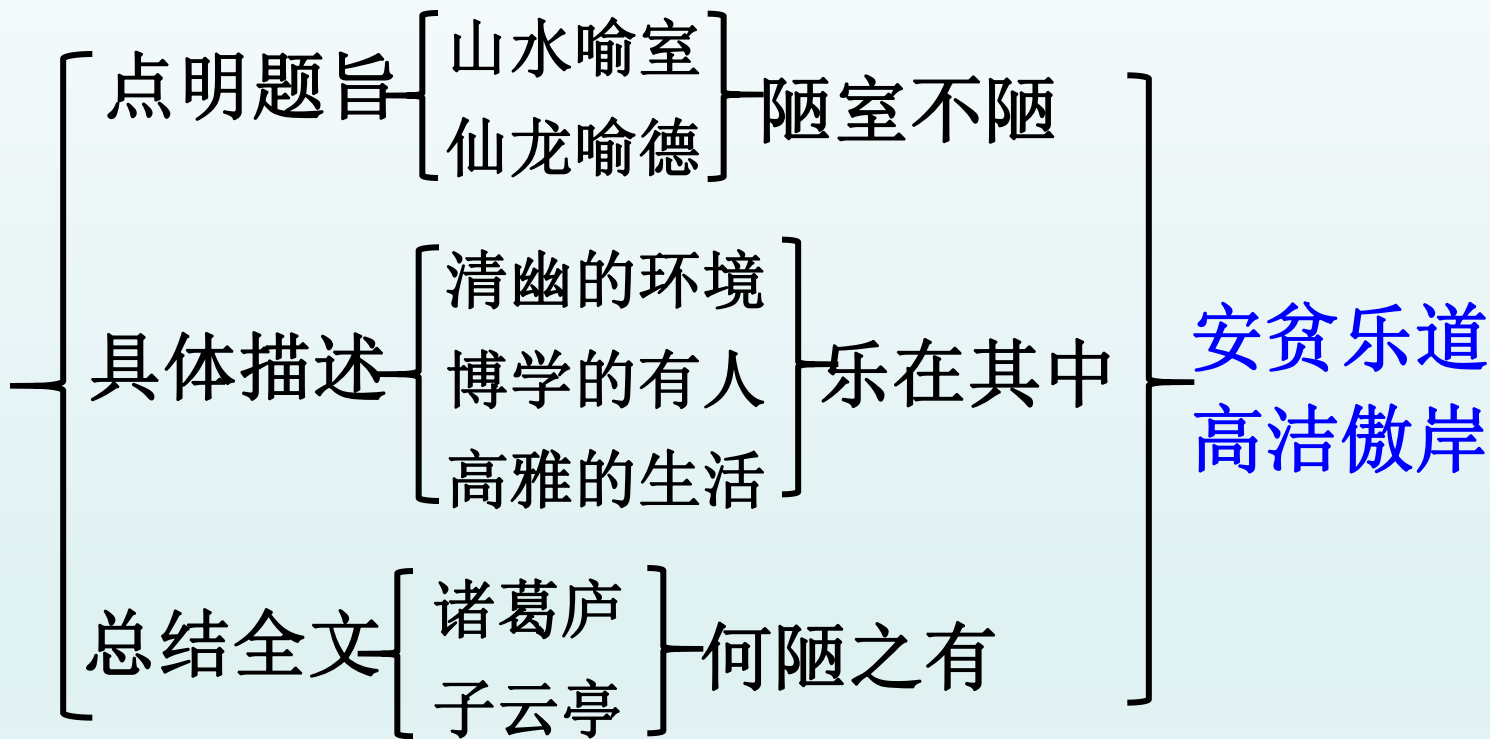 点明题旨
山水喻室
仙龙喻德
陋室不陋
具体描述
清幽的环境
博学的有人
高雅的生活
乐在其中
总结全文
诸葛庐
子云亭
何陋之有
安贫乐道
高洁傲岸